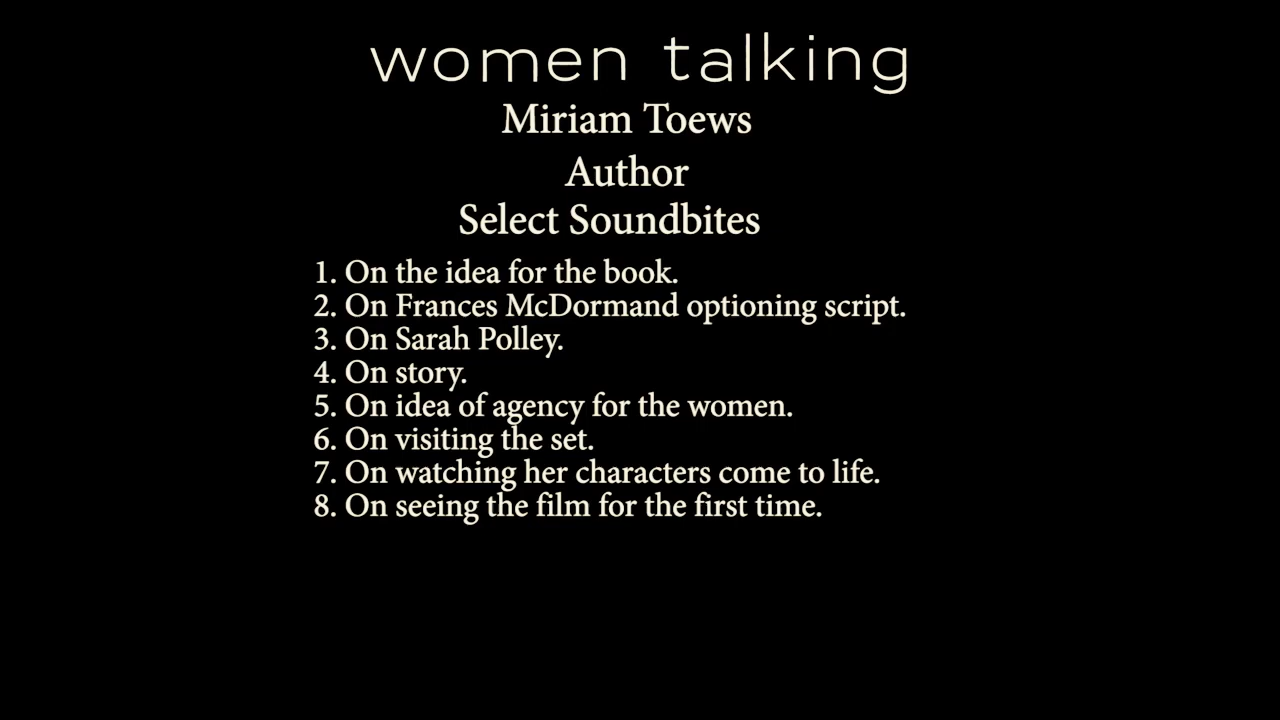 women talking
Miriam Toews
Author
Select Soundbites
1. On the idea for the book.
2. On Frances McDormand optioning script.
3. On Sarah Polley.
4. On story.
5. On idea of agency for the women.
6. On visiting the set.
7. On watching her characters come to life.
8. On seeing the film for the first time.